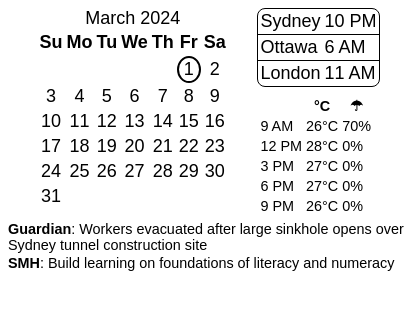 March 2024
Su Mo Tu We Th Fr Sa
1 2
3 4 5 6 7 8 9
10 11 12 13 14 15 16
17 18 19 20 21 22 23
24 25 26 27 28 29 30
31
Sydney 10 PM
Ottawa 6 AM
London 11 AM
°C ☂
9 AM 26°C 70%
12 PM 28°C 0%
3 PM 27°C 0%
6 PM 27°C 0%
9 PM 26°C 0%
Guardian: Workers evacuated after large sinkhole opens over
Sydney tunnel construction site
SMH: Build learning on foundations of literacy and numeracy